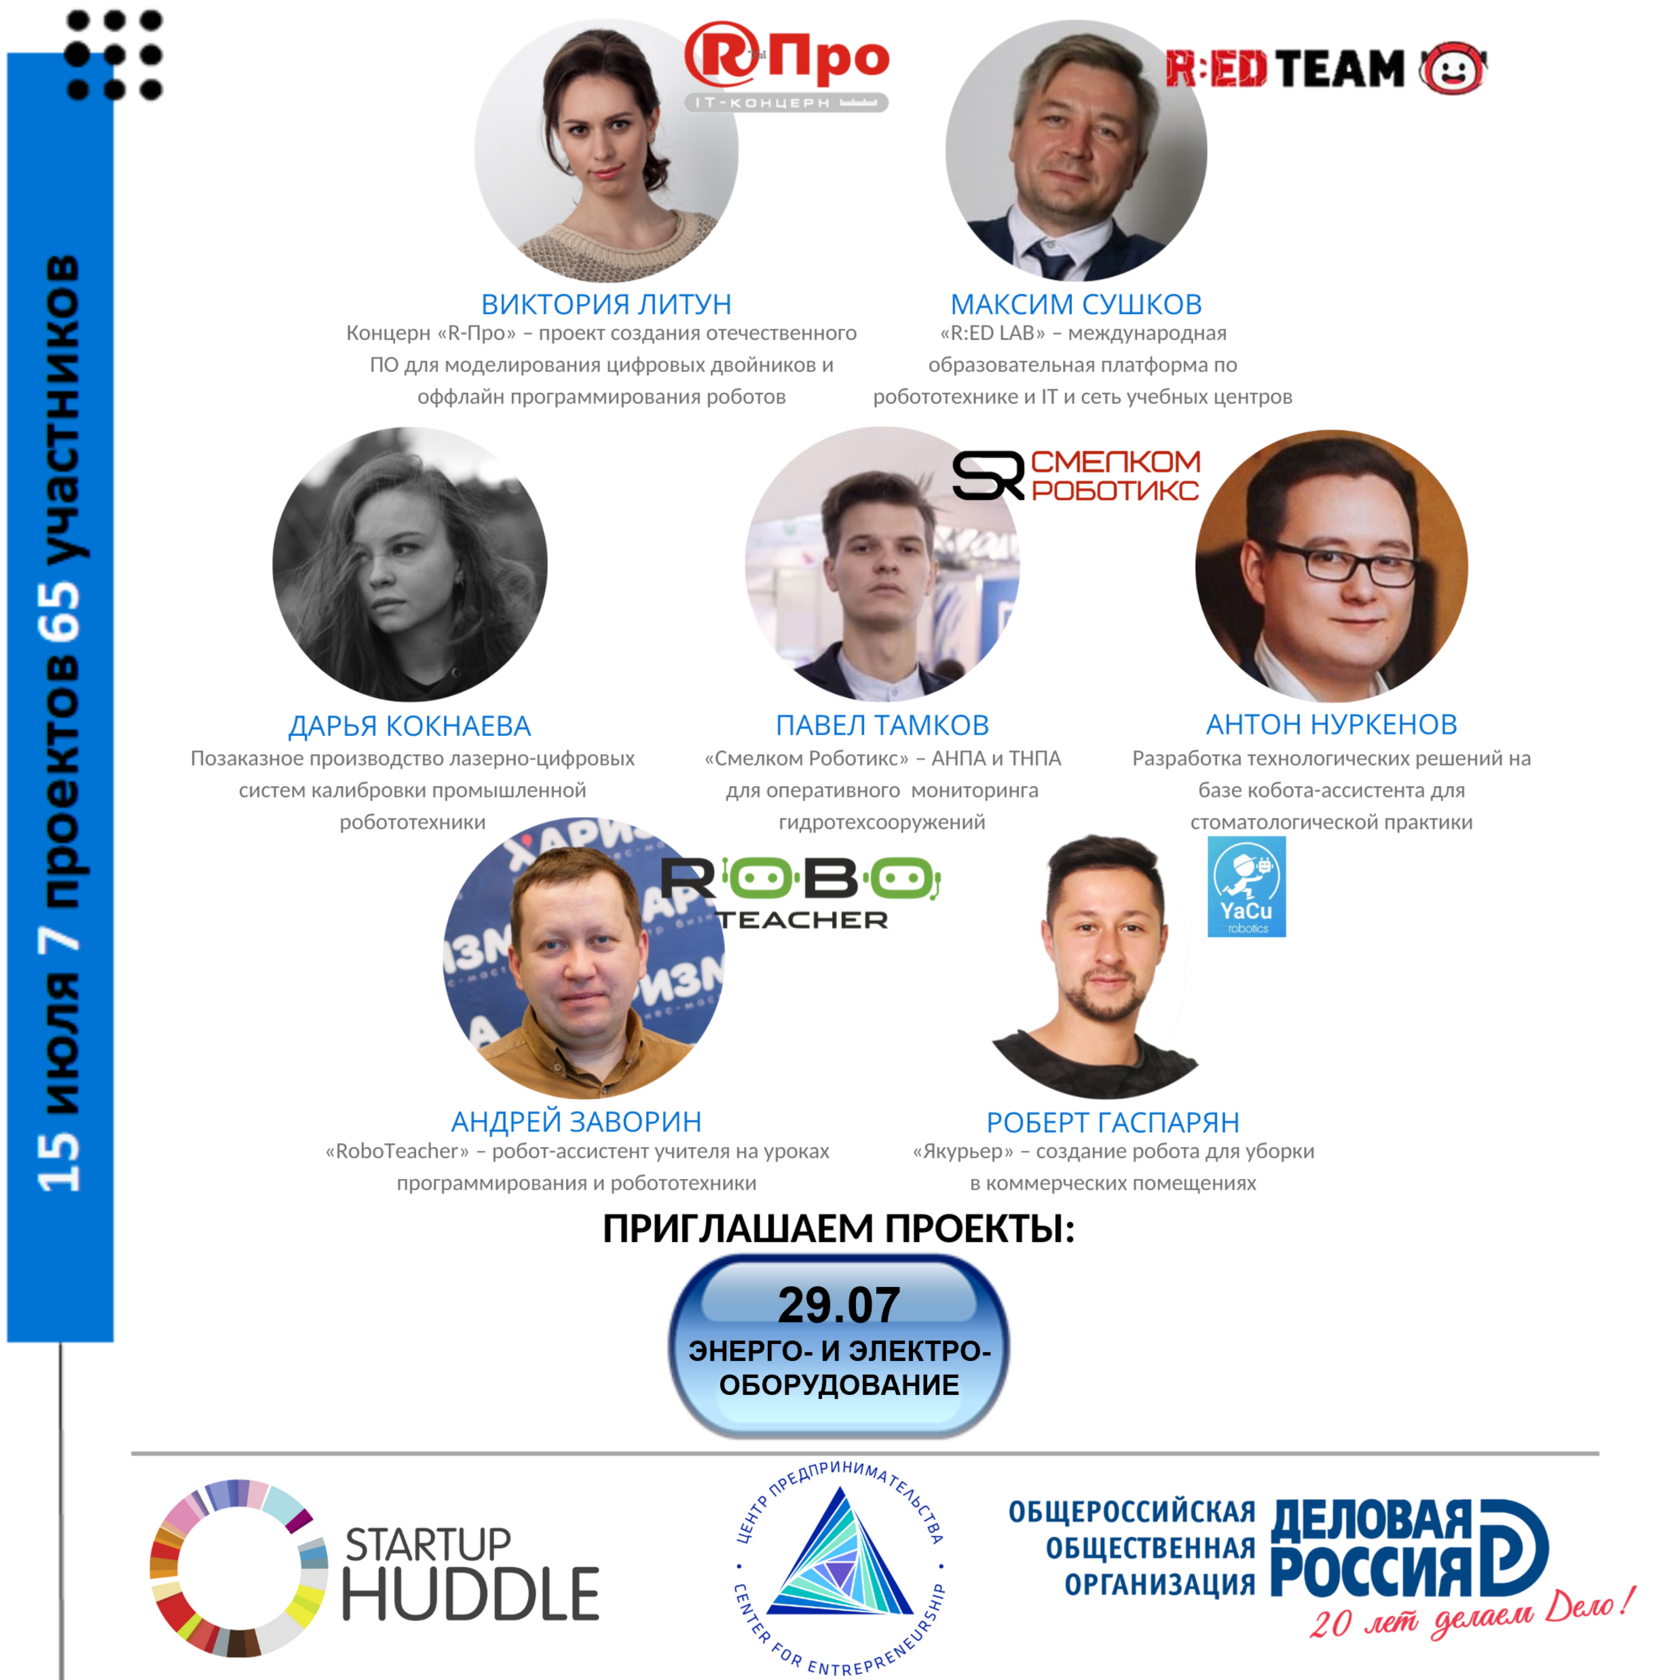 15 июля 7 проектов 65 участников
R Про
IT-КОНЦЕРН
R:ED TEAM
ВИКТОРИЯ ЛИТУН
Концерн «R-Про» – проект создания отечественного
ПО для моделирования цифровых двойников и
оффлайн программирования роботов
МАКСИМ СУШКОВ
«R:ED LAB» – международная
образовательная платформа по
робототехнике и IT и сеть учебных центров
SR СМЕЛКОМ
РОБОТИКС
ДАРЬЯ КОКНАЕВА
Позаказное производство лазерно-цифровых
систем калибровки промышленной
робототехники
ПАВЕЛ ТАМКОВ
«Смелком Роботикс» – АНПА и ТНПА
для оперативного мониторинга
гидротехсооружений
АНТОН НУРКЕНОВ
Разработка технологических решений на
базе кобота-ассистента для
стоматологической практики
ROBO
TEACHER
YaCu
robotics
АНДРЕЙ ЗАВОРИН
«RoboTeacher» – робот-ассистент учителя на уроках
программирования и робототехники
РОБЕРТ ГАСПАРЯН
«Якурьер» – создание робота для уборки
в коммерческих помещениях
ПРИГЛАШАЕМ ПРОЕКТЫ:
29.07
ЭНЕРГО- И ЭЛЕКТРО-
ОБОРУДОВАНИЕ
STARTUP
HUDDLE
ЦЕНТР ПРЕДПРИНИМАТЕЛЬСТВА
CENTER FOR ENTREPRENEURSHIP
ОБЩЕРОССИЙСКАЯ
ОБЩЕСТВЕННАЯ
ОРГАНИЗАЦИЯ
ДЕЛОВАЯ
РОССИЯ
20 лет делаем Дело!